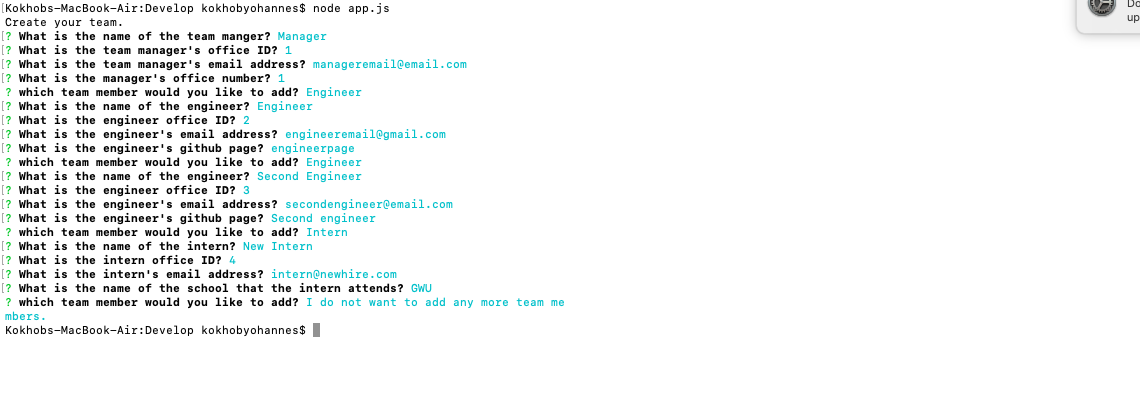 [Kokhobs-MacBook-Air:Develop kokhobyohannes$ node app.js
Create your team.
[? What is the name of the team manger? Manager
[? What is the team manager's office ID? 1
[? What is the team manager's email address? manageremail@email.com
[? What is the manager's office number? 1
? which team member would you like to add? Engineer
[? What is the name of the engineer? Engineer
[? What is the engineer office ID? 2
[? What is the engineer's email address? engineeremail@gmail.com
[? What is the engineer's github page? engineerpage
? which team member would you like to add? Engineer
[? What is the name of the engineer? Second Engineer
[? What is the engineer office ID? 3
[? What is the engineer's email address? secondengineer@email.com
[? What is the engineer's github page? Second engineer
? which team member would you like to add? Intern
[? What is the name of the intern? New Intern
[? What is the intern office ID? 4
[? What is the intern's email address? intern@newhire.com
[? What is the name of the school that the intern attends? GWU
? which team member would you like to add? I do not want to add any more team me
mbers.
Kokhobs-MacBook-Air:Develop kokhobyohannes$
Do
up